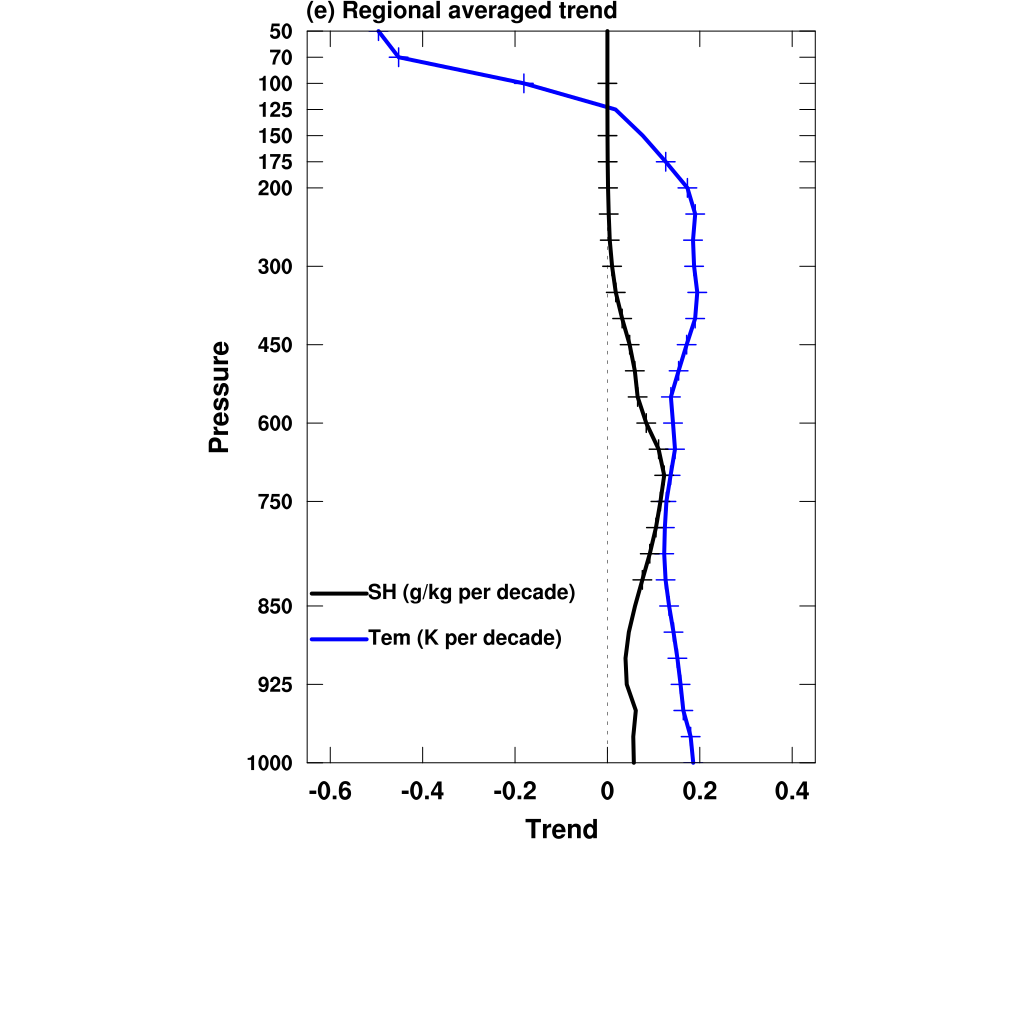 (e) Regional averaged trend
50
70
100
125
150
175
200
300
450
600
750
850
925
1000
Pressure
SH (g/kg per decade)
Tem (K per decade)
-0.6 -0.4 -0.2 0 0.2 0.4
Trend